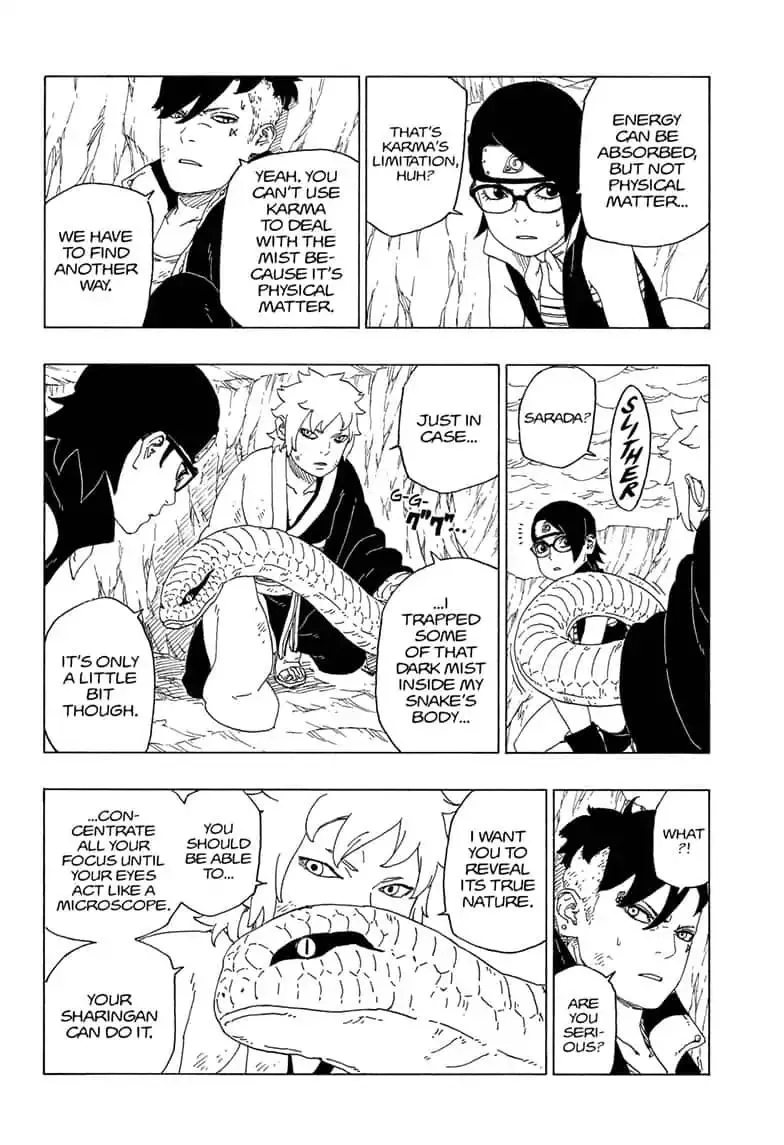 ENERGY
CAN BE
ABSORBED,
BUT NOT
PHYSICAL
MATTER...
THAT'S
KARMA'S
LIMITATION,
HUH?
YEAH. YOU
CAN'T USE
KARMA
TO DEAL
WITH THE
MIST BE-
CAUSE IT'S
PHYSICAL
MATTER.
WE HAVE
TO FIND
ANOTHER
WAY.
SLITHER
SARADA?
JUST IN
CASE...
G-G-
グ"グ"...
...I
TRAPPED
SOME
OF THAT
DARK MIST
INSIDE MY
SNAKE'S
BODY...
IT'S ONLY
A LITTLE
BIT
THOUGH.
WHAT
?!
ARE
YOU
SERI-
OUS?
I WANT
YOU TO
REVEAL
ITS TRUE
NATURE.
YOU
SHOULD
BE ABLE
TO...
...CON-
CENTRATE
ALL YOUR
FOCUS UNTIL
YOUR EYES
ACT LIKE A
MICROSCOPE.
YOUR
SHARINGAN
CAN DO IT.